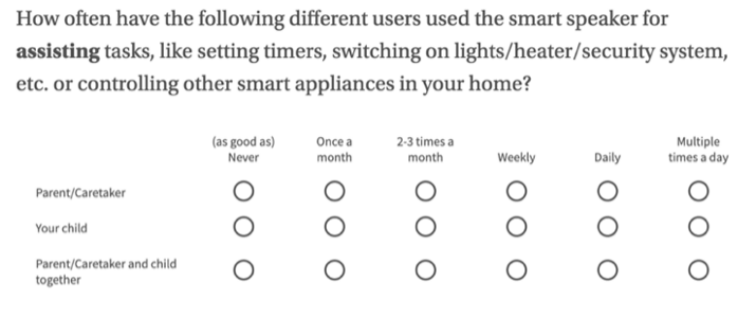 How often have the following different users used the smart speaker for
assisting tasks, like setting timers, switching on lights/heater/security system,
etc. or controlling other smart appliances in your home?
(as good as) Never
Once a month
2-3 times a month
Weekly
Daily
Multiple times a day
Parent/Caretaker
Your child
Parent/Caretaker and child
together